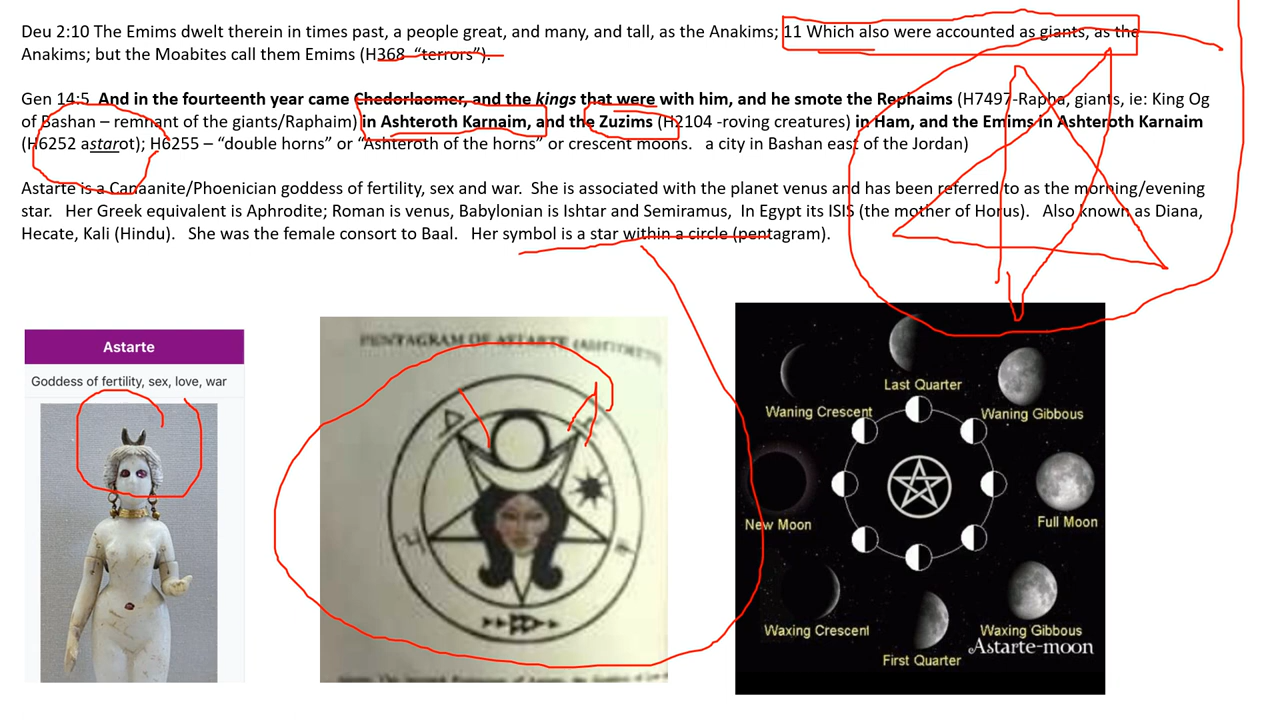 Deu 2:10 The Emims dwelt therein in times past, a people great, and many, and tall, as the Anakims; 11 Which also were accounted as giants, as the
Anakims; but the Moabites call them Emims (H368 “terrors”).
Gen 14:5 And in the fourteenth year came Chedorlaomer, and the kings that were with him, and he smote the Rephaims (H7497-Rapha, giants, ie: King Og
of Bashan – remnant of the giants/Raphaim) in Ashteroth Karnaim, and the Zuzims (H2104 -roving creatures) in Ham, and the Emims in Ashteroth Karnaim
(H6252 astarot); H6255 – “double horns” or “Ashteroth of the horns” or crescent moons.   a city in Bashan east of the Jordan)
Astarte is a Canaanite/Phoenician goddess of fertility, sex and war.  She is associated with the planet venus and has been referred to as the morning/evening
star.   Her Greek equivalent is Aphrodite; Roman is venus, Babylonian is Ishtar and Semiramus,  In Egypt its ISIS (the mother of Horus).   Also known as Diana,
Hecate, Kali (Hindu).   She was the female consort to Baal.   Her symbol is a star within a circle (pentagram).
Astarte
Goddess of fertility, sex, love, war
PENTAGRAM OF ASTARTE
Last Quarter
Waning Crescent
Waning Gibbous
New Moon
Full Moon
Waxing Crescent
Waxing Gibbous
First Quarter
Astarte-moon